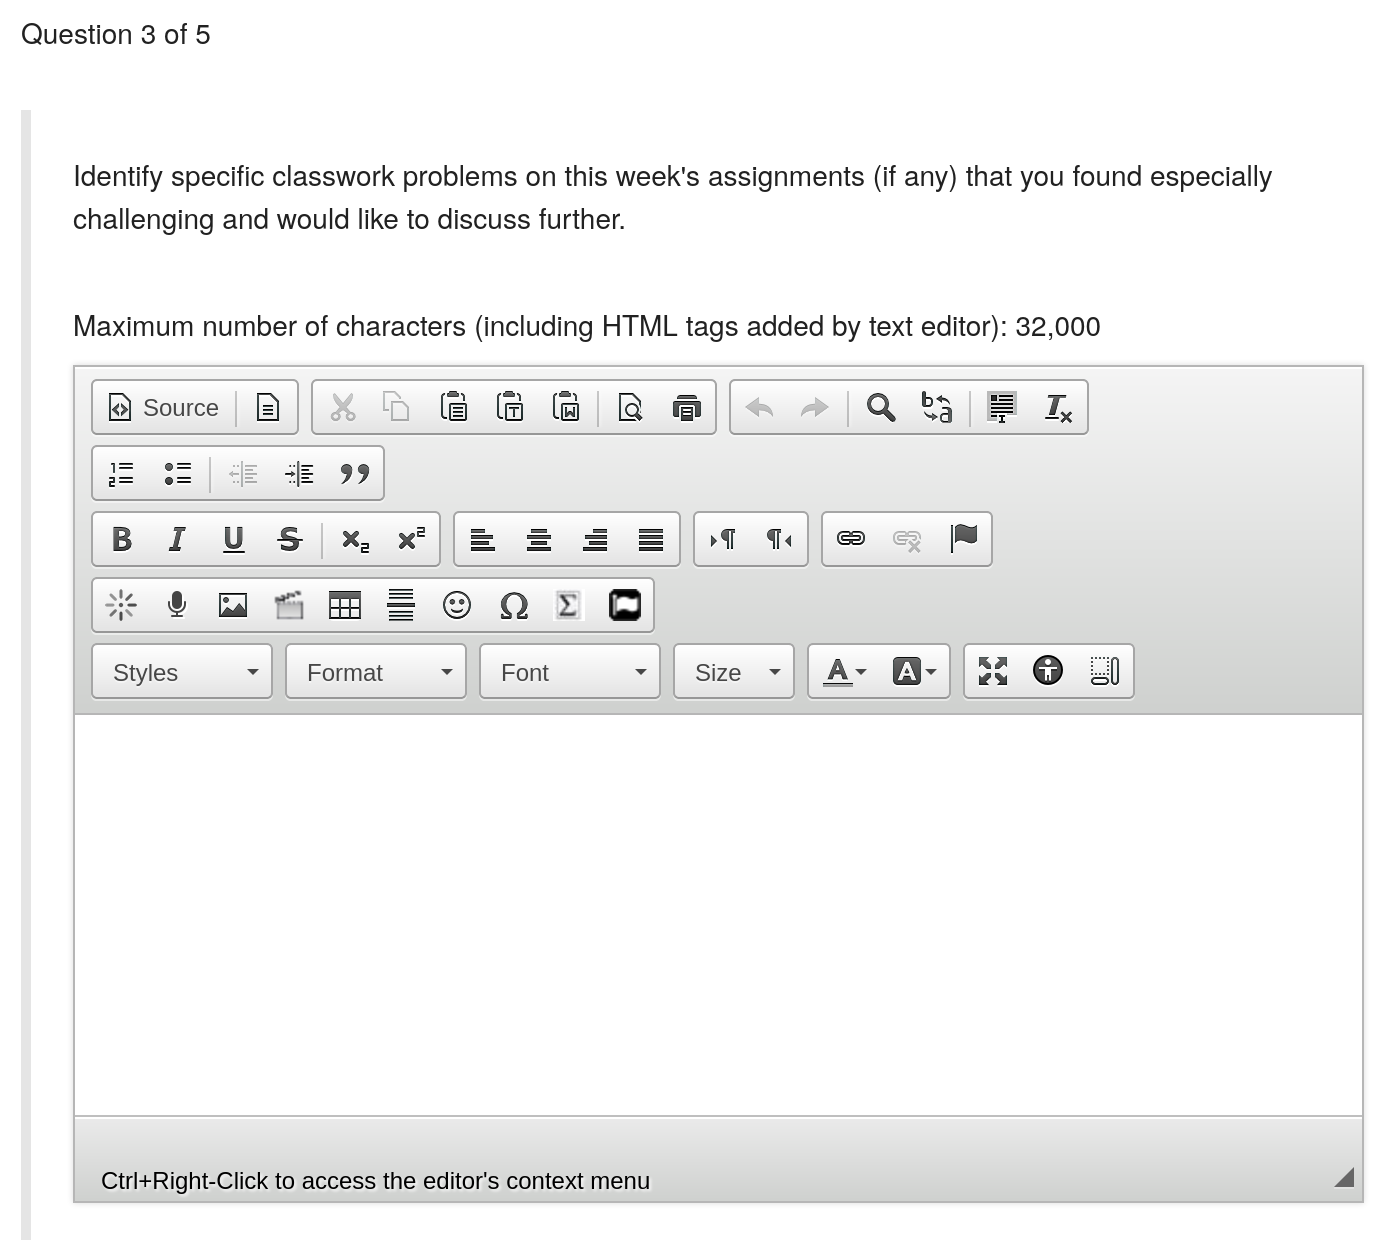 Question 3 of 5
Identify specific classwork problems on this week's assignments (if any) that you found especially
challenging and would like to discuss further.
Maximum number of characters (including HTML tags added by text editor): 32,000
Source
B I U S x₂ x²
Styles Format Font Size A A
Ctrl+Right-Click to access the editor's context menu